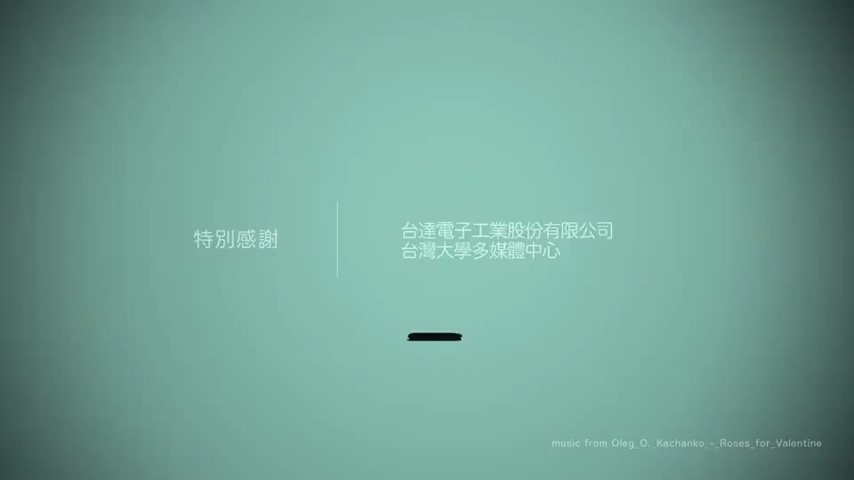 特別感謝
台達電子工業股份有限公司
台灣大學多媒體中心
music from Oleg_O._Kachanko_-_Roses_for_Valentine